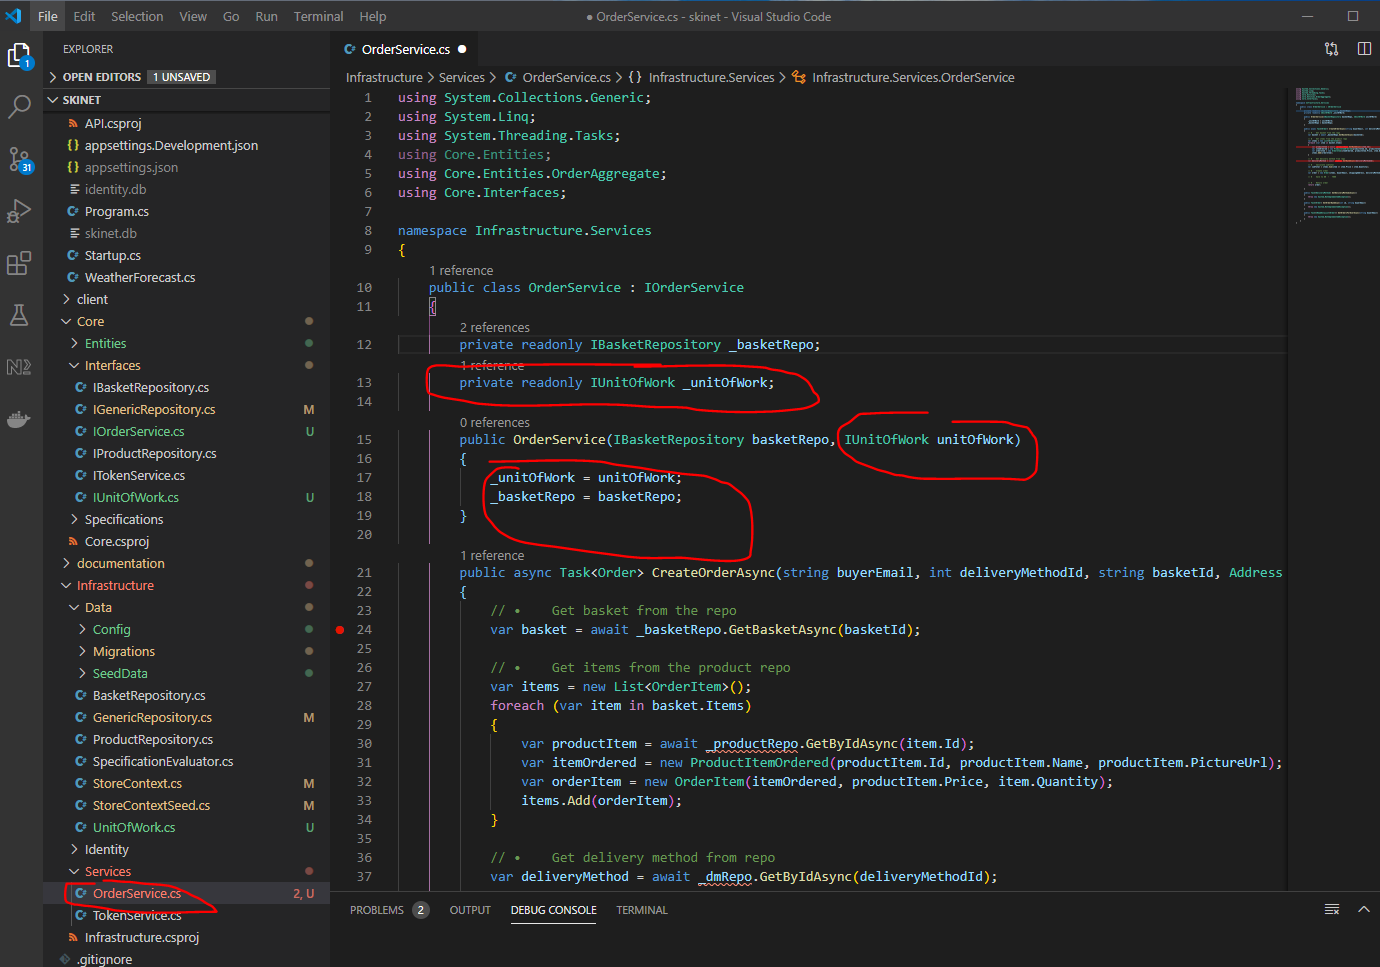 File Edit Selection View Go Run Terminal Help
● OrderService.cs - skinet - Visual Studio Code
EXPLORER
OPEN EDITORS 1 UNSAVED
SKINET
API.csproj
appsettings.Development.json
appsettings.json
identity.db
Program.cs
skinet.db
Startup.cs
WeatherForecast.cs
client
Core
Entities
Interfaces
IBasketRepository.cs
IGenericRepository.cs M
IOrderService.cs U
IProductRepository.cs
ITokenService.cs
IUnitOfWork.cs U
Specifications
Core.csproj
documentation
Infrastructure
Data
Config
Migrations
SeedData
BasketRepository.cs
GenericRepository.cs M
ProductRepository.cs
SpecificationEvaluator.cs
StoreContext.cs M
StoreContextSeed.cs M
UnitOfWork.cs U
Identity
Services
OrderService.cs 2, U
TokenService.cs
Infrastructure.csproj
.gitignore
1
31
OrderService.cs ●
Infrastructure > Services > OrderService.cs > {} Infrastructure.Services > Infrastructure.Services.OrderService
1 using System.Collections.Generic;
2 using System.Linq;
3 using System.Threading.Tasks;
4 using Core.Entities;
5 using Core.Entities.OrderAggregate;
6 using Core.Interfaces;
7
8 namespace Infrastructure.Services
9 {
1 reference
10 public class OrderService : IOrderService
11 {
2 references
12 private readonly IBasketRepository _basketRepo;
1 reference
13 private readonly IUnitOfWork _unitOfWork;
14
0 references
15 public OrderService(IBasketRepository basketRepo, IUnitOfWork unitOfWork)
16 {
17 _unitOfWork = unitOfWork;
18 _basketRepo = basketRepo;
19 }
20
1 reference
21 public async Task<Order> CreateOrderAsync(string buyerEmail, int deliveryMethodId, string basketId, Address
22 {
23 // • Get basket from the repo
24 var basket = await _basketRepo.GetBasketAsync(basketId);
25
26 // • Get items from the product repo
27 var items = new List<OrderItem>();
28 foreach (var item in basket.Items)
29 {
30 var productItem = await _productRepo.GetByIdAsync(item.Id);
31 var itemOrdered = new ProductItemOrdered(productItem.Id, productItem.Name, productItem.PictureUrl);
32 var orderItem = new OrderItem(itemOrdered, productItem.Price, item.Quantity);
33 items.Add(orderItem);
34 }
35
36 // • Get delivery method from repo
37 var deliveryMethod = await _dmRepo.GetByIdAsync(deliveryMethodId);
PROBLEMS 2 OUTPUT DEBUG CONSOLE TERMINAL